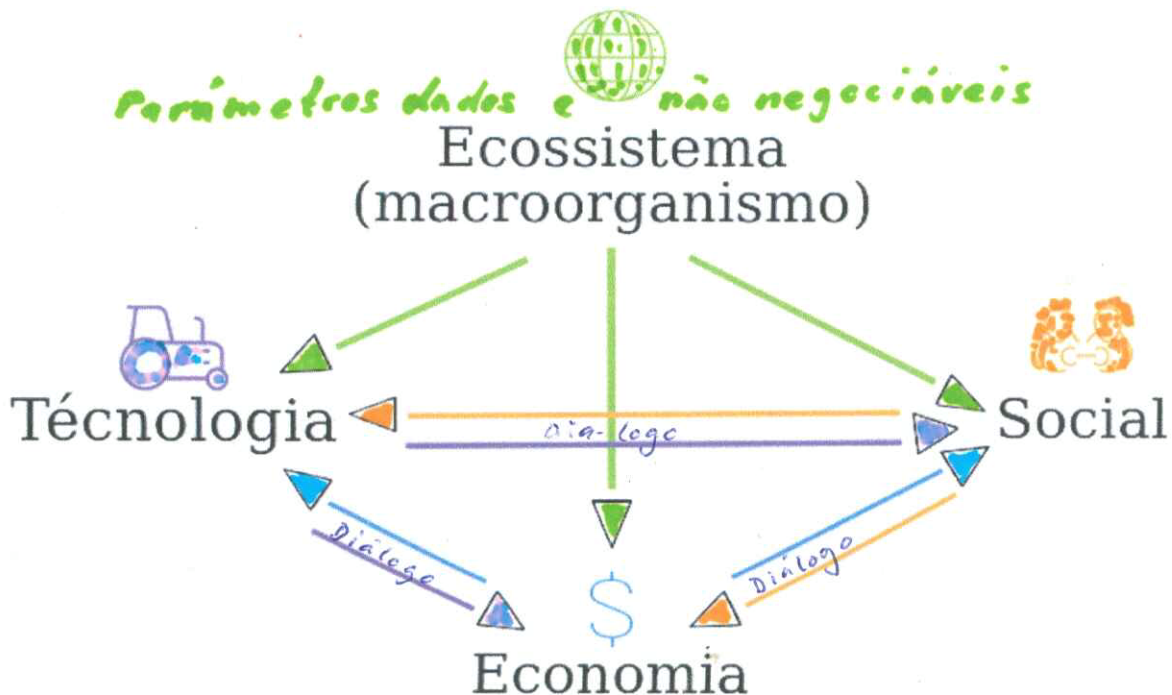 Parâmetros dados e não negociáveis
Ecossistema
(macroorganismo)
Técnologia
Dia-logo
Social
Diálogo
Diálogo
$
Economia